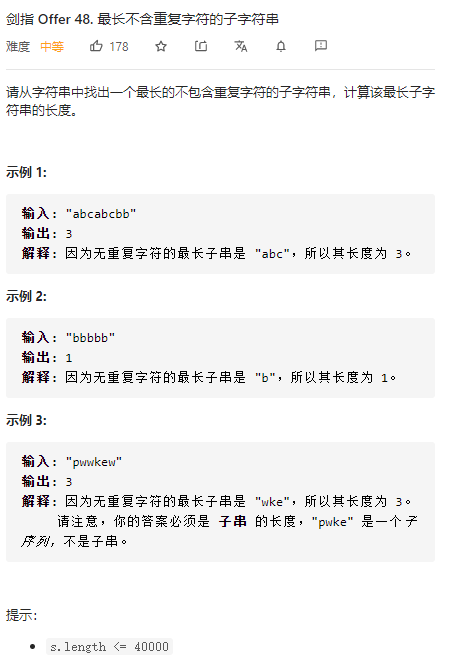 剑指 Offer 48. 最长不含重复字符的子字符串
难度 中等 178
请从字符串中找出一个最长的不包含重复字符的子字符串，计算该最长子字
符串的长度。
示例 1:
输入: "abcabcbb"
输出: 3
解释: 因为无重复字符的最长子串是 "abc"，所以其长度为 3。
示例 2:
输入: "bbbbb"
输出: 1
解释: 因为无重复字符的最长子串是 "b"，所以其长度为 1。
示例 3:
输入: "pwwkew"
输出: 3
解释: 因为无重复字符的最长子串是 "wke"，所以其长度为 3。
请注意，你的答案必须是 子串 的长度，"pwke" 是一个子
序列，不是子串。
提示：
• s.length <= 40000